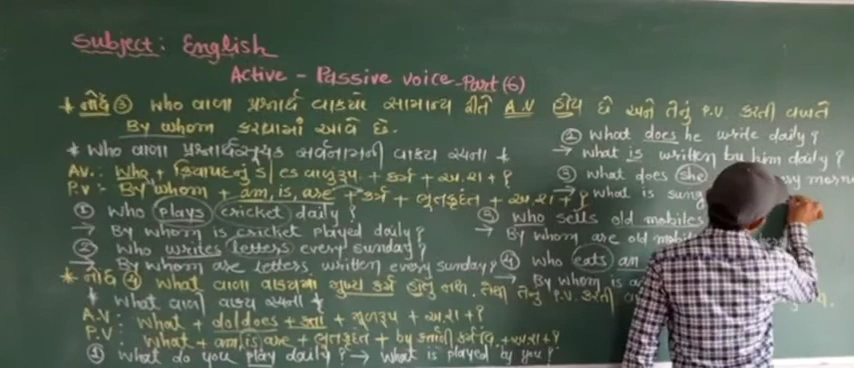 Subject: English
Active - Passive voice - Part (6)
* નોંધ ③ Who વાળા પ્રશ્નાર્થ વાક્યો સામાન્ય રીતે A.V હોય છે અને તેનું P.V. કરતી વખતે
By whom કરવામાં આવે છે.
* Who વાળા પ્રશ્નાર્થસૂચક સર્વનામની વાક્ય રચના
A.V.: Who + ક્રિયાપદનું s/es વાળુંરૂપ + કર્મ + અ.શ. + ?
P.V.: By whom + am, is, are + કર્મ + ભૂતકૃદંત + અ.શ. + ?
① Who plays cricket daily?
→ By whom is cricket played daily?
② Who writes letters every sunday?
→ By whom are letters written every sunday?
③ Who sells old mobiles
→ By whom are old
④ Who eats an
→ By whom is
* નોંધ ④ What વાળા વાક્યમાં મુખ્ય કર્મ હોતું નથી. તેથી તેનું P.V. કરતી
* What વાળી વાક્ય રચના
A.V: What + do/does + કર્તા + મૂળરૂપ + અ.શ. + ?
P.V: What + am, is, are + ભૂતકૃદંત + by કર્તાની કર્મ વિ. + અ.શ. + ?
① What do you play daily? → What is played by you?
② What does he write daily?
→ What is written by him daily?
③ What does she
→ What is sung